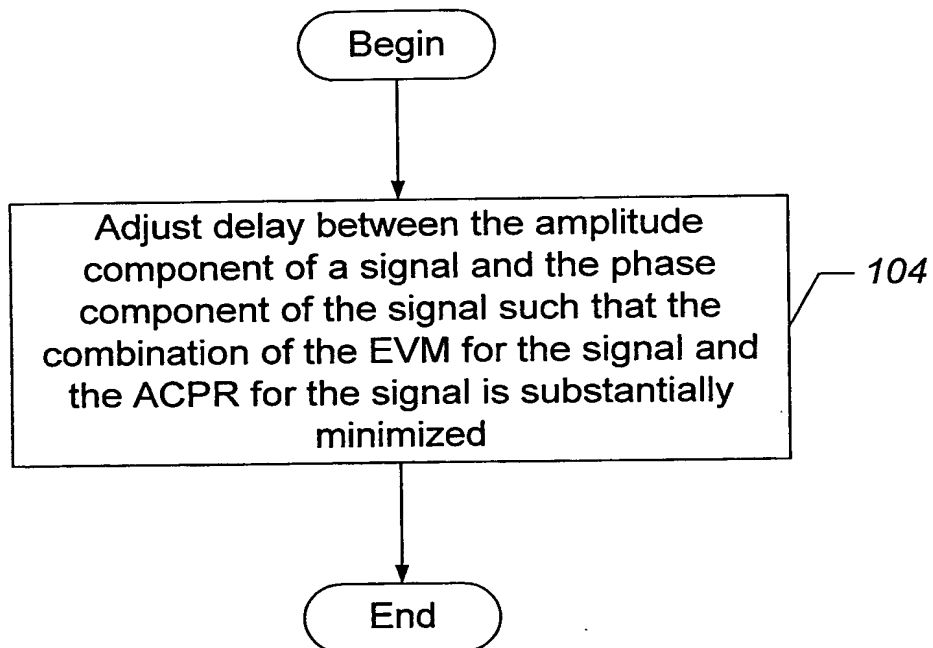 Begin
Adjust delay between the amplitude
component of a signal and the phase
component of the signal such that the
combination of the EVM for the signal and
the ACPR for the signal is substantially
minimized
104
End